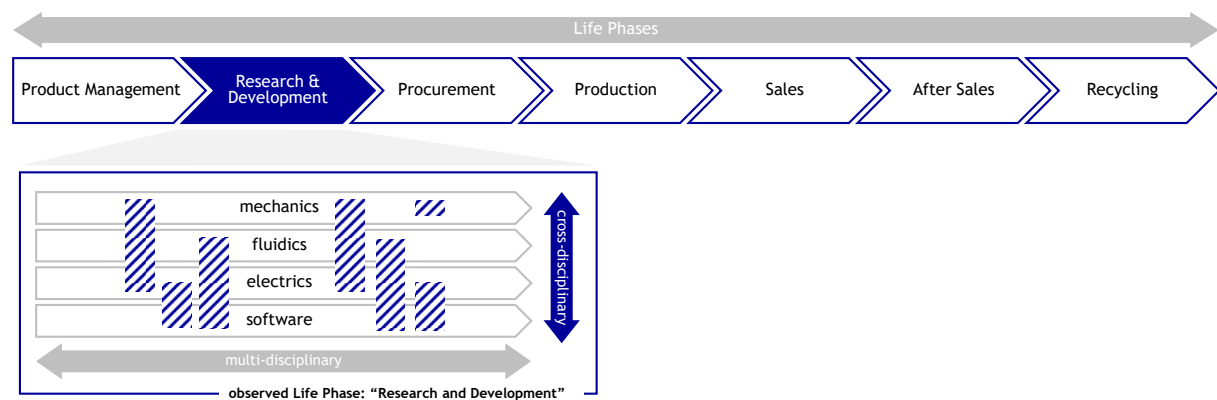 Life Phases
Product Management
Research &
Development
Procurement
Production
Sales
After Sales
Recycling
mechanics
fluidics
electrics
software
cross-disciplinary
multi-disciplinary
observed Life Phase: “Research and Development”